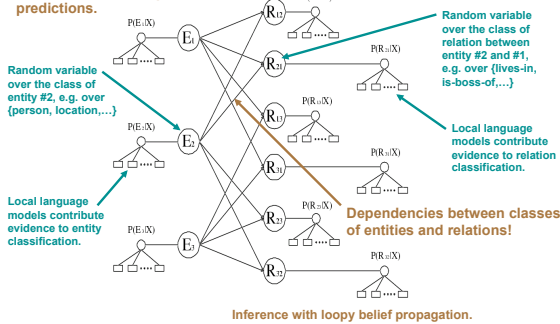 predictions.
P(E₁|X)
E₁
R₁₂
Random variable
over the class of
relation between
entity #2 and #1,
e.g. over {lives-in,
is-boss-of,…}
R₂₁
P(R₂₁|X)
Random variable
over the class of
entity #2, e.g. over
{person, location,…}
P(R₁₃|X)
R₁₃
P(E₂|X)
E₂
Local language
models contribute
evidence to relation
classification.
R₃₁
P(R₃₁|X)
Local language
models contribute
evidence to entity
classification.
P(R₂₃|X)
R₂₃
Dependencies between classes
of entities and relations!
P(E₃|X)
E₃
R₃₂
P(R₃₂|X)
Inference with loopy belief propagation.